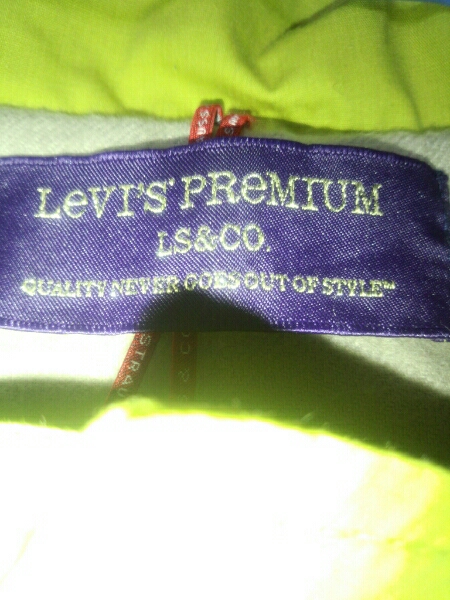 LeVI'S® PReMIUM
LS&CO.
QUALITY NEVER GOES OUT OF STYLE™